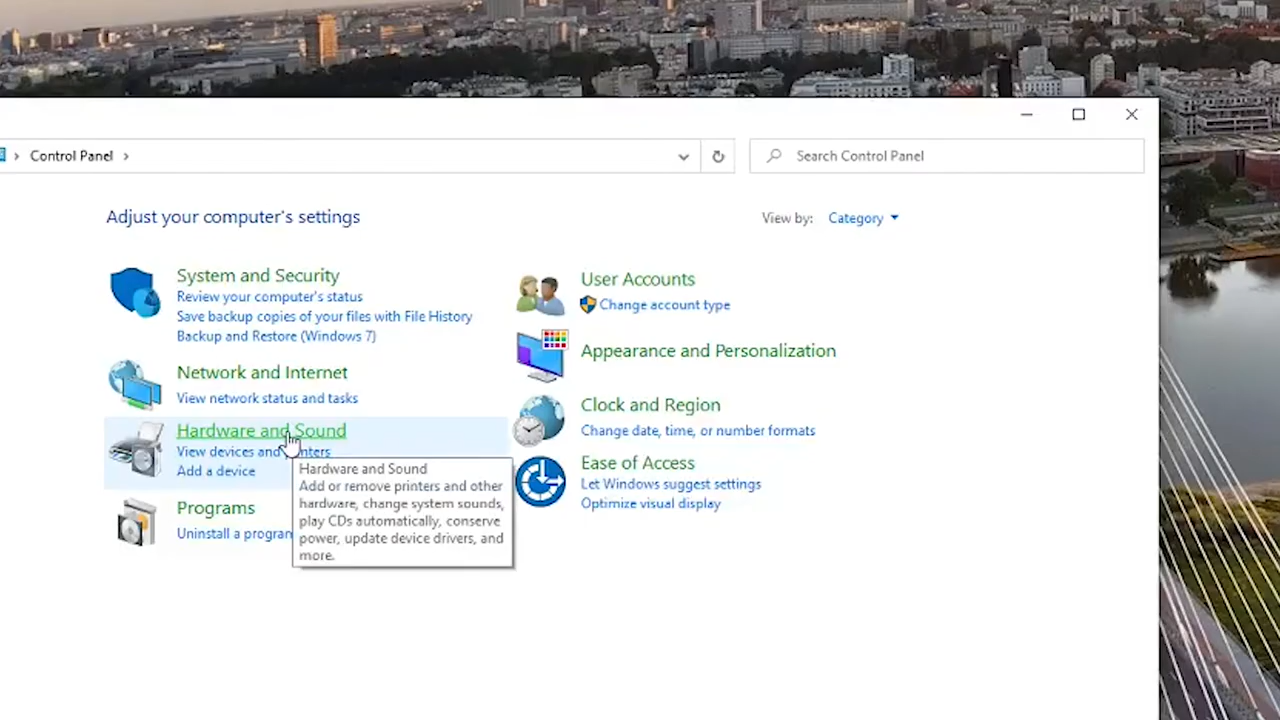 Control Panel
Search Control Panel
Adjust your computer's settings
View by: Category
System and Security
Review your computer's status
Save backup copies of your files with File History
Backup and Restore (Windows 7)
Network and Internet
View network status and tasks
Hardware and Sound
View devices and
Add a device
Programs
Uninstall a
Hardware and Sound
Add or remove printers and other
hardware, change system sounds,
play CDs automatically, conserve
power, update device drivers, and
more.
User Accounts
Change account type
Appearance and Personalization
Clock and Region
Change date, time, or number formats
Ease of Access
Let Windows suggest settings
Optimize visual display